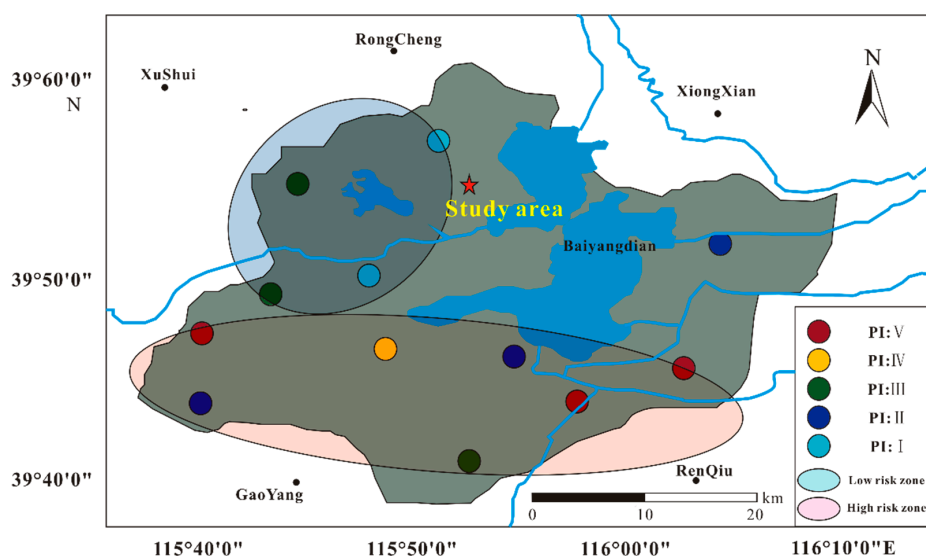 RongCheng
XuShui
XiongXian
N
39°60'0"
N
Study area
Baiyangdian
39°50'0"
PI:Ⅴ
PI:Ⅳ
PI:Ⅲ
PI:Ⅱ
PI:Ⅰ
Low risk zone
High risk zone
39°40'0"
GaoYang
RenQiu
km
0 10 20
115°40'0" 115°50'0" 116°00'0" 116°10'0"E